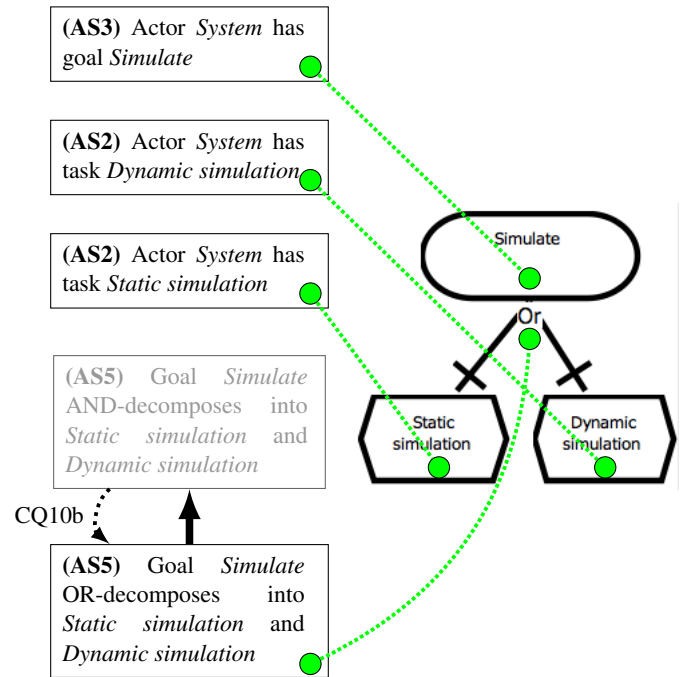 (AS3) Actor System has
goal Simulate
(AS2) Actor System has
task Dynamic simulation
(AS2) Actor System has
task Static simulation
(AS5) Goal Simulate
AND-decomposes into
Static simulation and
Dynamic simulation
CQ10b
(AS5) Goal Simulate
OR-decomposes into
Static simulation and
Dynamic simulation
Simulate
Or
Static
simulation
Dynamic
simulation